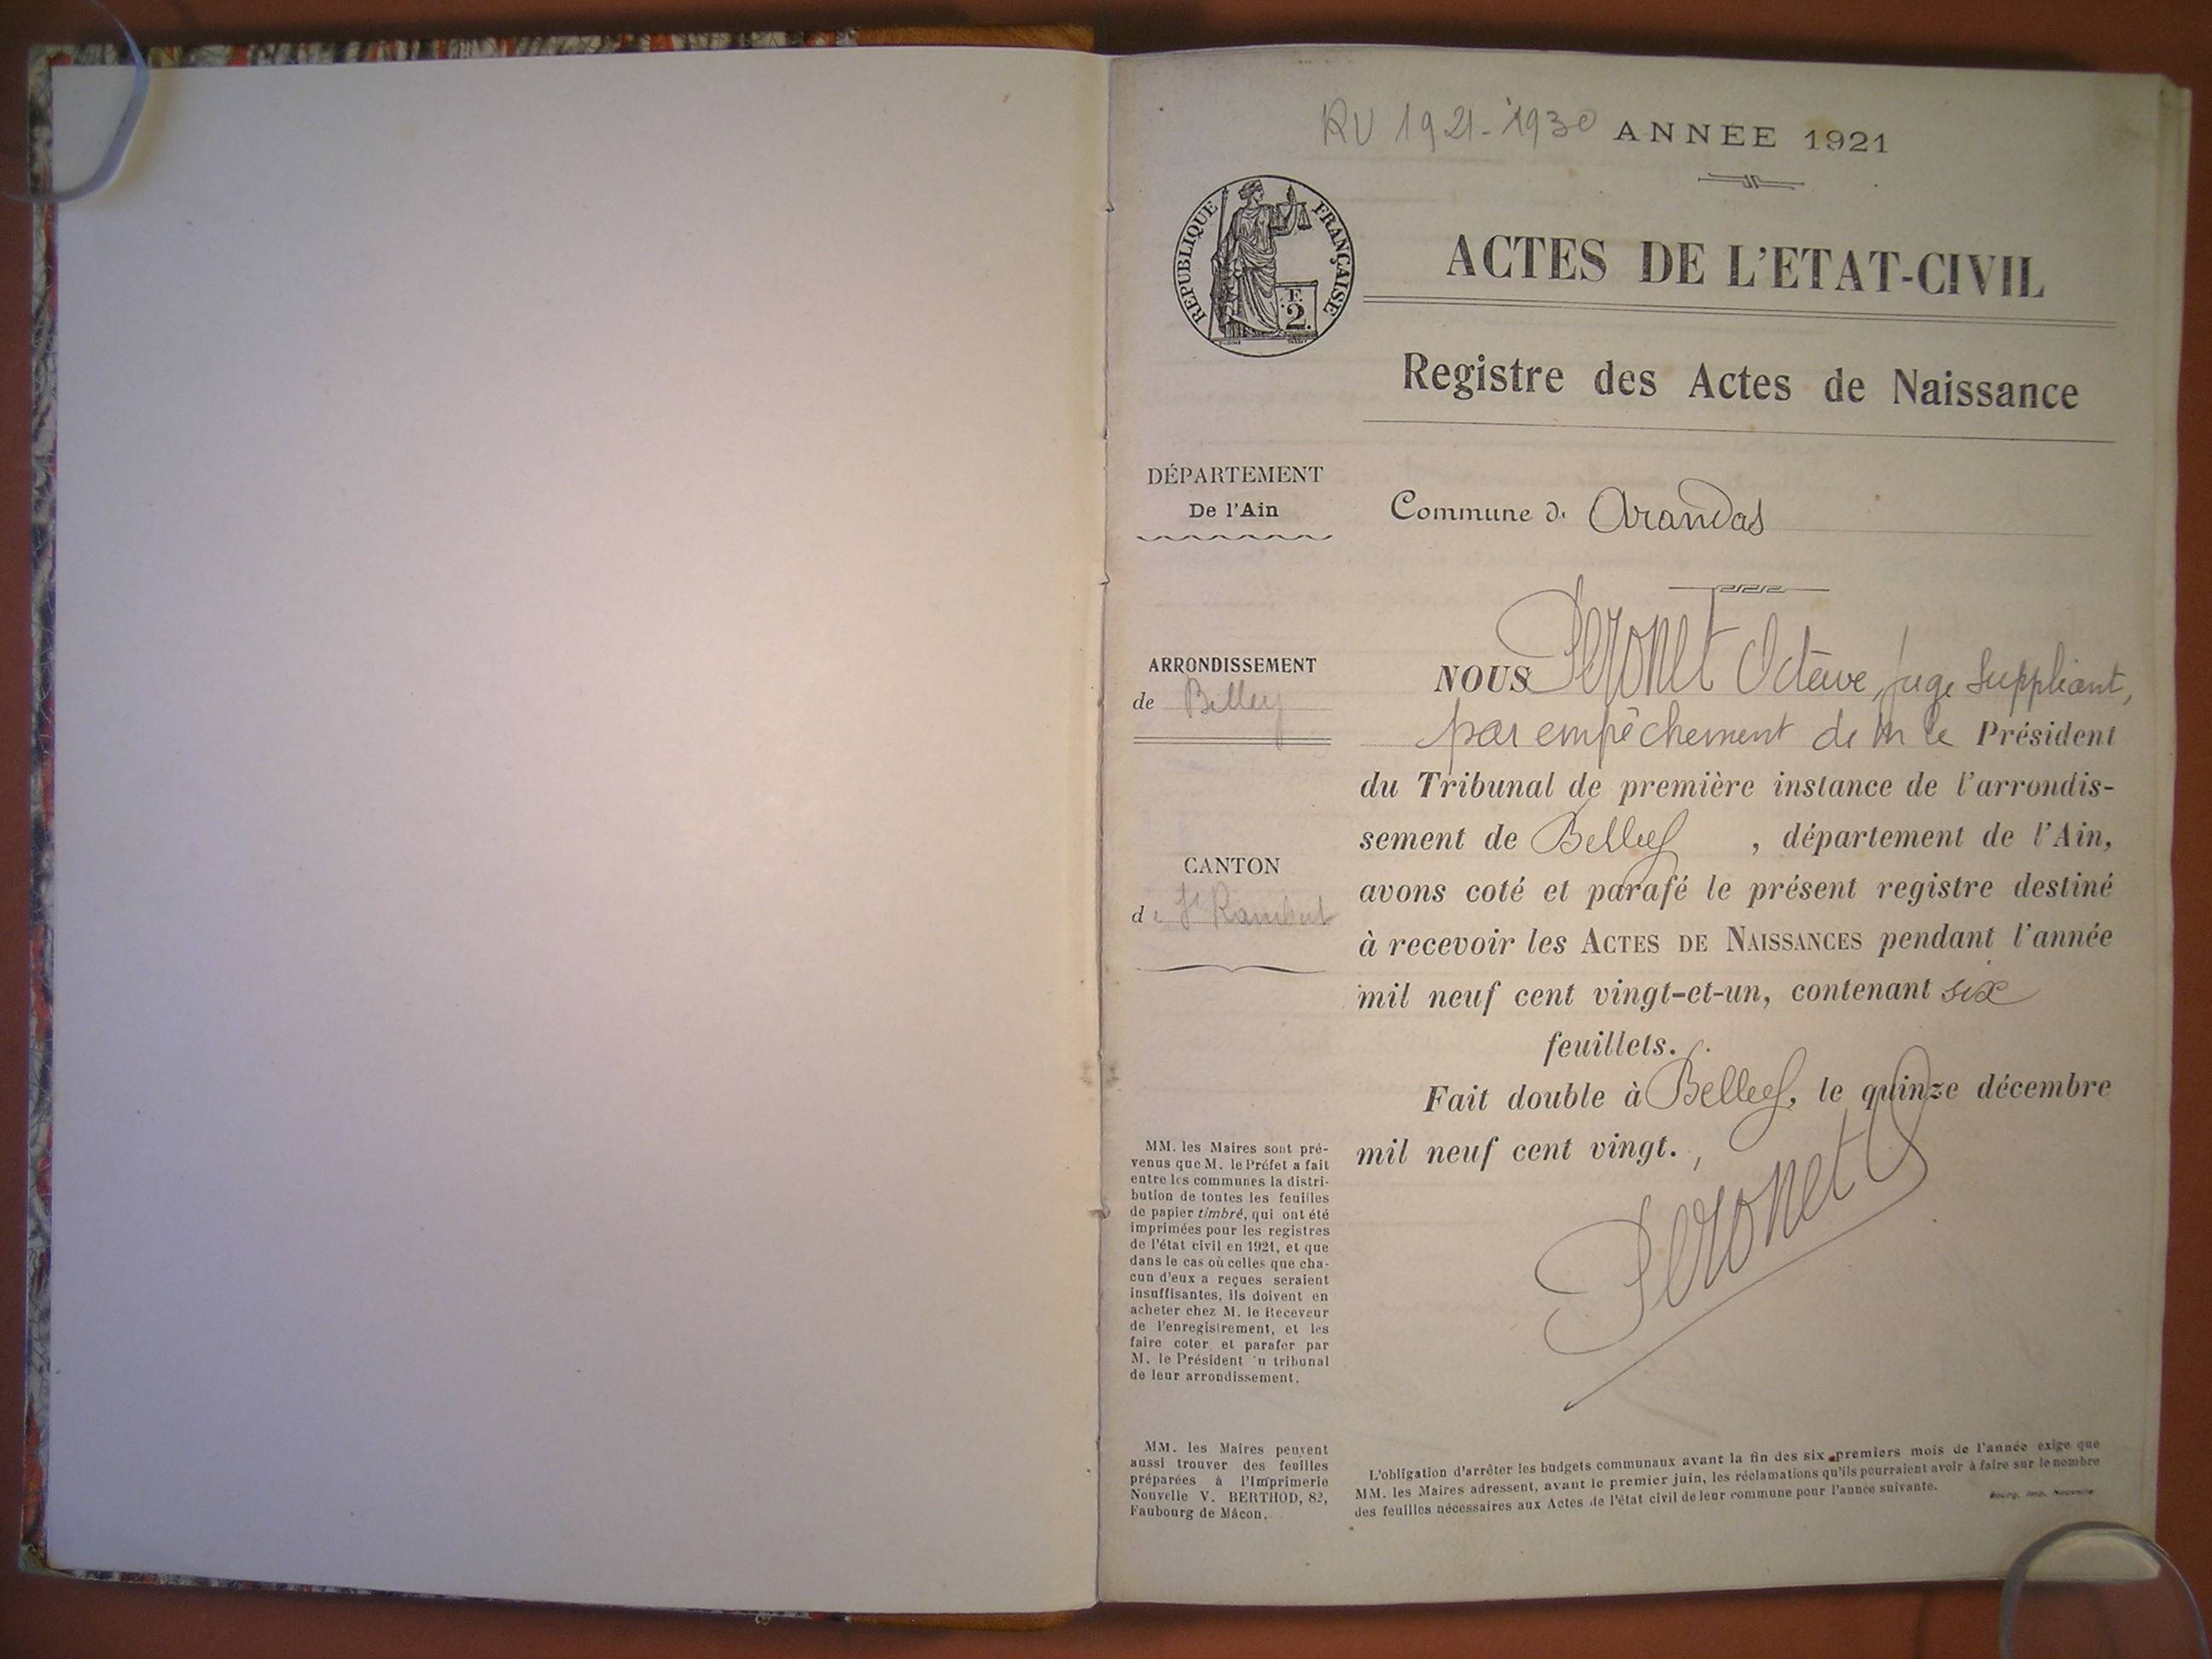 RV 1921-1930 ANNÉE 1921
RÉPUBLIQUE FRANÇAISE
F.
2.
ACTES DE L'ETAT-CIVIL
Registre des Actes de Naissance
DÉPARTEMENT
De l'Ain
Commune de Arandas
ARRONDISSEMENT
de Belley
CANTON
de St Rambert
NOUS Peronet Octave, juge suppléant,
par empêchement de M le Président
du Tribunal de première instance de l'arrondis-
sement de Belley , département de l'Ain,
avons coté et parafé le présent registre destiné
à recevoir les ACTES DE NAISSANCES pendant l'année
mil neuf cent vingt-et-un, contenant six
feuillets.
Fait double à Belley, le quinze décembre
mil neuf cent vingt.
Peronet
MM. les Maires sont pré-
venus que M. le Préfet a fait
entre les communes la distri-
bution de toutes les feuilles
de papier timbré, qui ont été
imprimées pour les registres
de l'état civil en 1921, et que
dans le cas où celles que cha-
cun d'eux a reçues seraient
insuffisantes, ils doivent en
acheter chez M. le Receveur
de l'enregistrement, et les
faire coter et parafer par
M. le Président 'u tribunal
de leur arrondissement.
MM. les Maires peuvent
aussi trouver des feuilles
préparées à l'Imprimerie
Nouvelle V. BERTHOD, 82,
Faubourg de Mâcon.
L'obligation d'arrêter les budgets communaux avant la fin des six premiers mois de l'année exige que
MM. les Maires adressent, avant le premier juin, les réclamations qu'ils pourraient avoir à faire sur le nombre
des feuilles nécessaires aux Actes de l'état civil de leur commune pour l'année suivante.
Bourg, Imp. Nouvelle